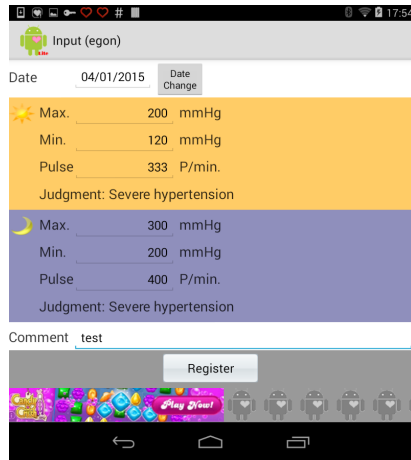 17:54
Input (egon)
Date 04/01/2015 Date Change
Max. 200 mmHg
Min. 120 mmHg
Pulse 333 P/min.
Judgment: Severe hypertension
Max. 300 mmHg
Min. 200 mmHg
Pulse 400 P/min.
Judgment: Severe hypertension
Comment test
Register
Candy Crush Play Now!